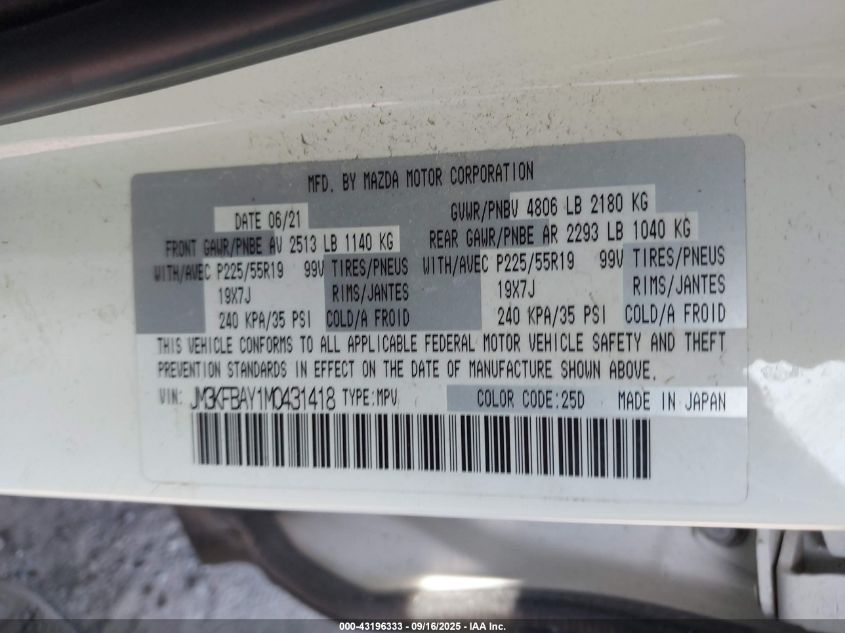 MFD. BY MAZDA MOTOR CORPORATION
DATE 06/21 GVWR/PNBV 4806 LB 2180 KG
FRONT GAWR/PNBE AV 2513 LB 1140 KG REAR GAWR/PNBE AR 2293 LB 1040 KG
WITH/AVEC P225/55R19 99V TIRES/PNEUS WITH/AVEC P225/55R19 99V TIRES/PNEUS
19X7J RIMS/JANTES 19X7J RIMS/JANTES
240 KPA/35 PSI COLD/A FROID 240 KPA/35 PSI COLD/A FROID
THIS VEHICLE CONFORMS TO ALL APPLICABLE FEDERAL MOTOR VEHICLE SAFETY AND THEFT
PREVENTION STANDARDS IN EFFECT ON THE DATE OF MANUFACTURE SHOWN ABOVE.
VIN: JM3KFBAY1M0431418 TYPE:MPV COLOR CODE:25D MADE IN JAPAN
000-43196333 - 09/16/2025 - IAA Inc.